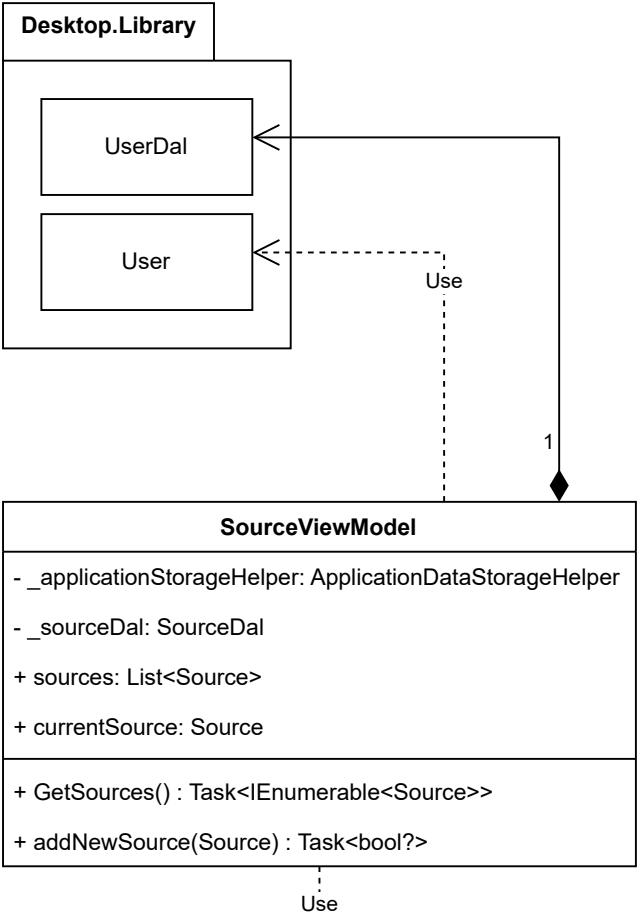 Desktop.Library
UserDal
User
Use
1
SourceViewModel
- _applicationStorageHelper: ApplicationDataStorageHelper
- _sourceDal: SourceDal
+ sources: List<Source>
+ currentSource: Source
+ GetSources() : Task<IEnumerable<Source>>
+ addNewSource(Source) : Task<bool?>
Use